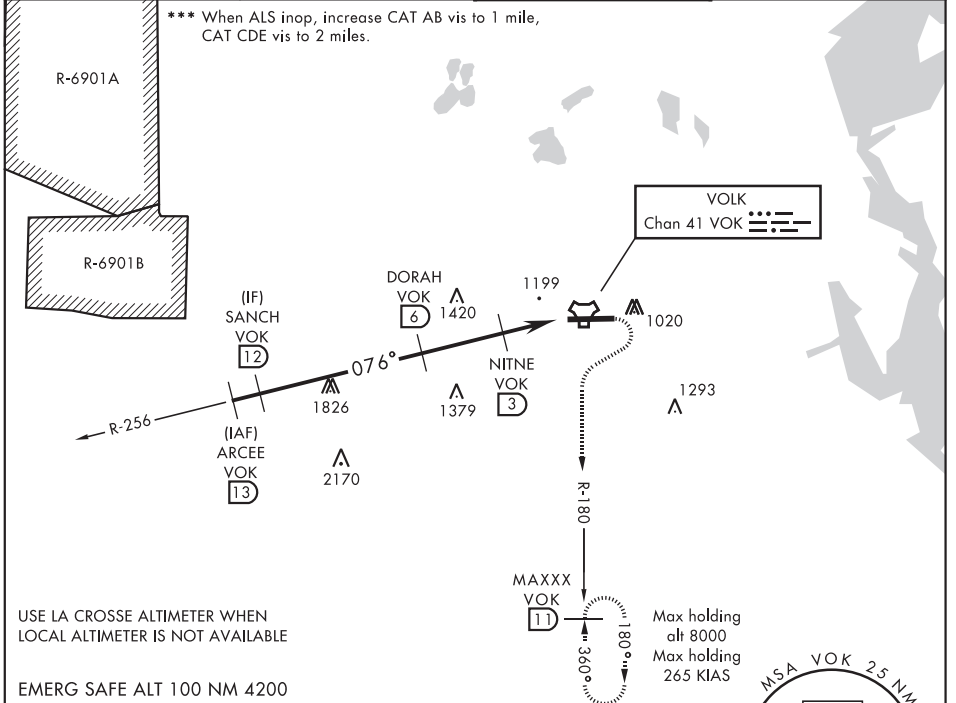 *** When ALS inop, increase CAT AB vis to 1 mile,
CAT CDE vis to 2 miles.
R-6901A
R-6901B
VOLK
Chan 41 VOK
DORAH
VOK
6
1420
1199
1020
(IF)
SANCH
VOK
12
076°
NITNE
VOK
3
1826
1379
1293
R-256
(IAF)
ARCEE
VOK
13
2170
R-180
MAXXX
VOK
11
180°
360°
Max holding
alt 8000
Max holding
265 KIAS
USE LA CROSSE ALTIMETER WHEN
LOCAL ALTIMETER IS NOT AVAILABLE
EMERG SAFE ALT 100 NM 4200
MSA VOK 25 NM